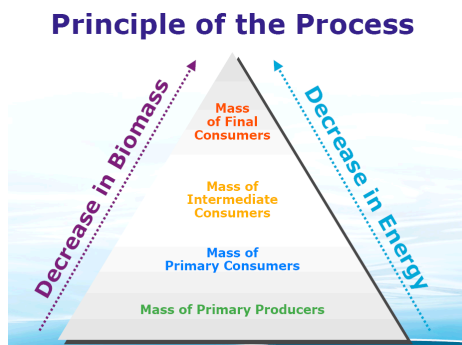 Principle of the Process
Decrease in Biomass
Decrease in Energy
Mass
of Final
Consumers
Mass of
Intermediate
Consumers
Mass of
Primary Consumers
Mass of Primary Producers